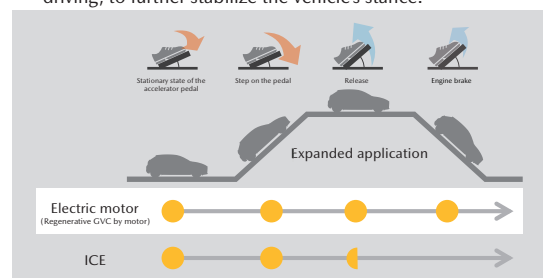 driving, to further stabilize the vehicle's stance.
Stationary state of the
accelerator pedal
Step on the pedal
Release
Engine brake
Expanded application
Electric motor
(Regenerative GVC by motor)
ICE